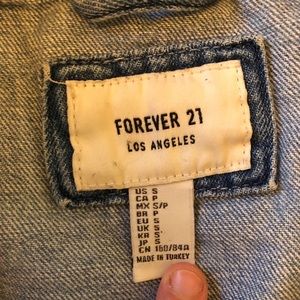 FOREVER 21
LOS ANGELES
US S
CA P
MX S/P
BR P
EU S
UK S
KR S
JP S
CN 160/84A
MADE IN TURKEY